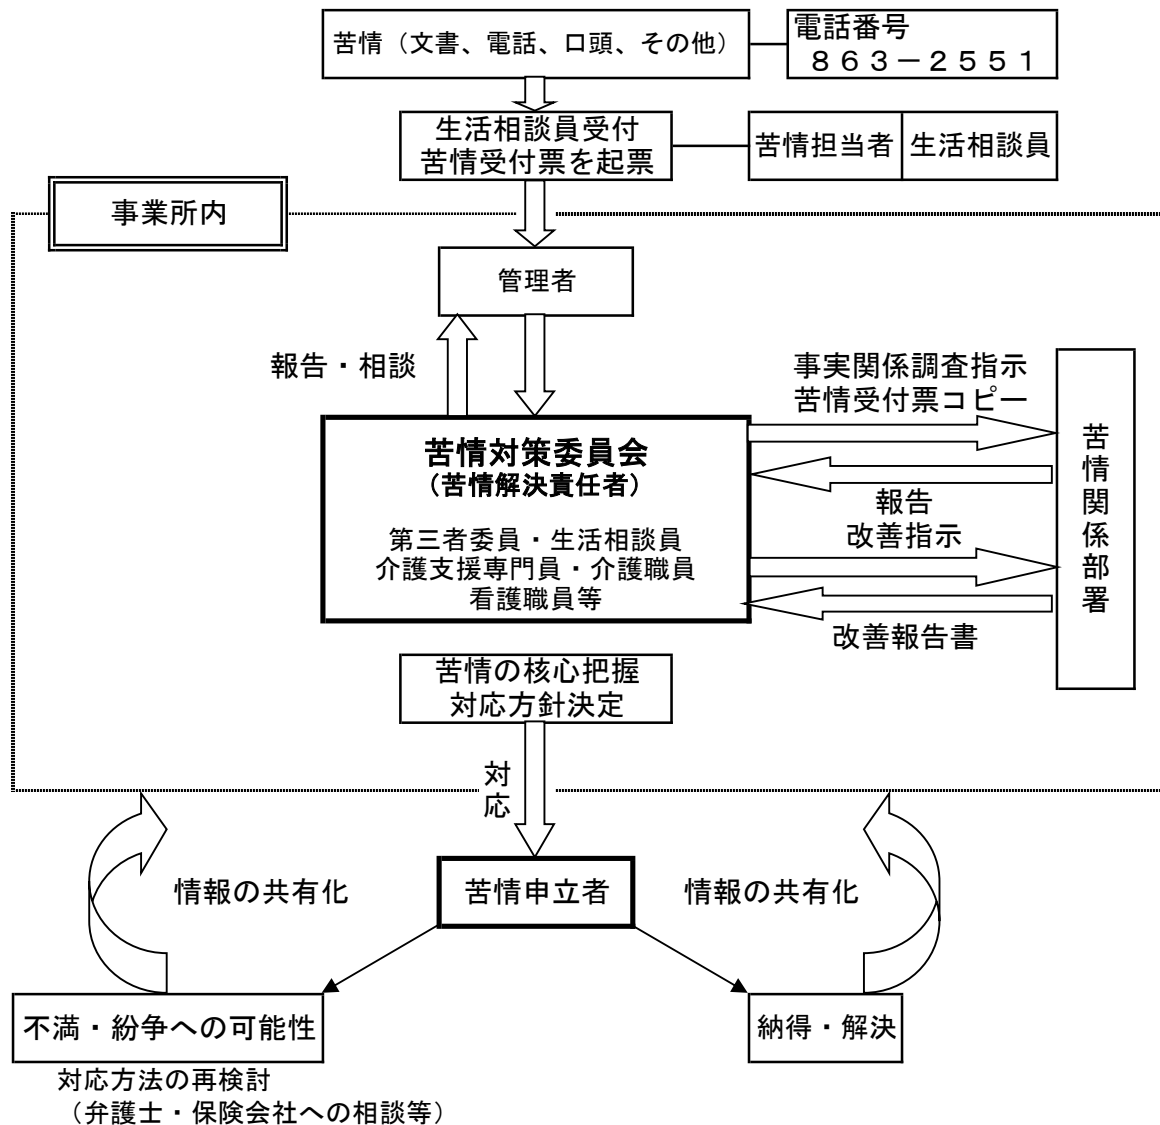 苦情（文書、電話、口頭、その他）
電話番号
８６３－２５５１
生活相談員受付
苦情受付票を起票
苦情担当者
生活相談員
事業所内
管理者
報告・相談
事実関係調査指示
苦情受付票コピー
苦情対策委員会
（苦情解決責任者）
第三者委員・生活相談員
介護支援専門員・介護職員
看護職員等
報告
改善指示
改善報告書
苦情関係部署
苦情の核心把握
対応方針決定
対応
情報の共有化
苦情申立者
情報の共有化
不満・紛争への可能性
納得・解決
対応方法の再検討
（弁護士・保険会社への相談等）